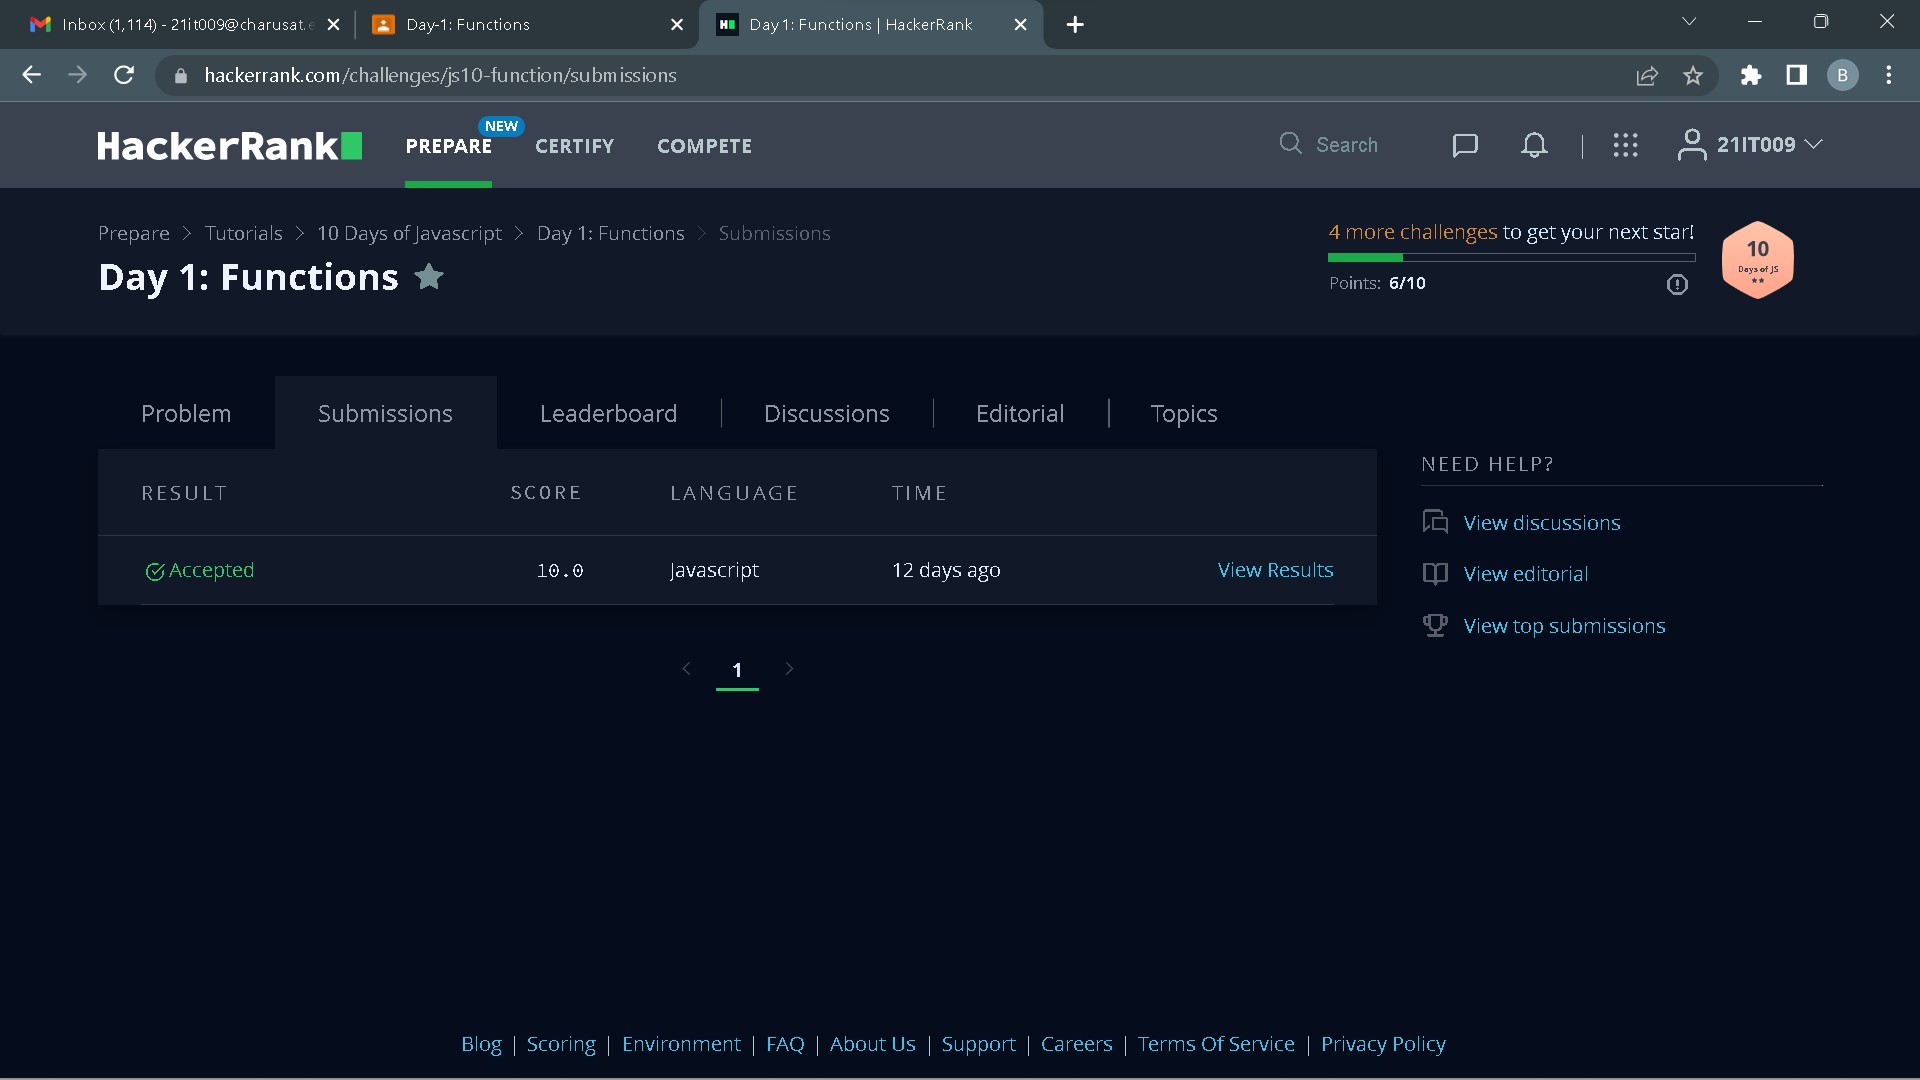 Inbox (1,114) - 21it009@charusat.e
Day-1: Functions
Day 1: Functions | HackerRank
hackerrank.com/challenges/js10-function/submissions
B
HackerRank
PREPARE
NEW
CERTIFY
COMPETE
Search
21IT009
Prepare > Tutorials > 10 Days of Javascript > Day 1: Functions > Submissions
Day 1: Functions
4 more challenges to get your next star!
Points: 6/10
10
Days of JS
Problem
Submissions
Leaderboard
Discussions
Editorial
Topics
RESULT SCORE LANGUAGE TIME
Accepted 10.0 Javascript 12 days ago View Results
1
NEED HELP?
View discussions
View editorial
View top submissions
Blog | Scoring | Environment | FAQ | About Us | Support | Careers | Terms Of Service | Privacy Policy